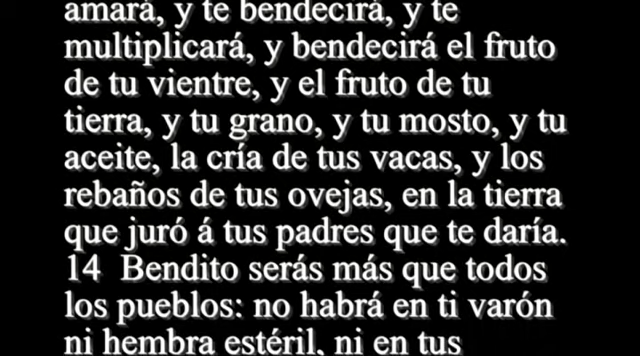 amará, y te bendecirá, y te
multiplicará, y bendecirá el fruto
de tu vientre, y el fruto de tu
tierra, y tu grano, y tu mosto, y tu
aceite, la cría de tus vacas, y los
rebaños de tus ovejas, en la tierra
que juró á tus padres que te daría.
14 Bendito serás más que todos
los pueblos: no habrá en ti varón
ni hembra estéril, ni en tus